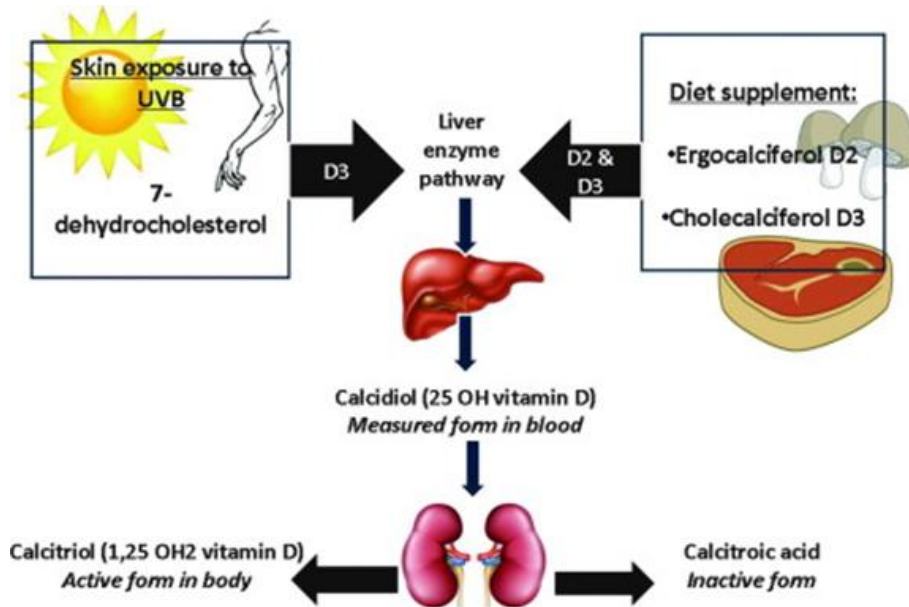 Skin exposure to
UVB
7-
dehydrocholesterol
D3
Liver
enzyme
pathway
D2 &
D3
Diet supplement:
•Ergocalciferol D2
•Cholecalciferol D3
Calcidiol (25 OH vitamin D)
Measured form in blood
Calcitriol (1,25 OH2 vitamin D)
Active form in body
Calcitroic acid
Inactive form